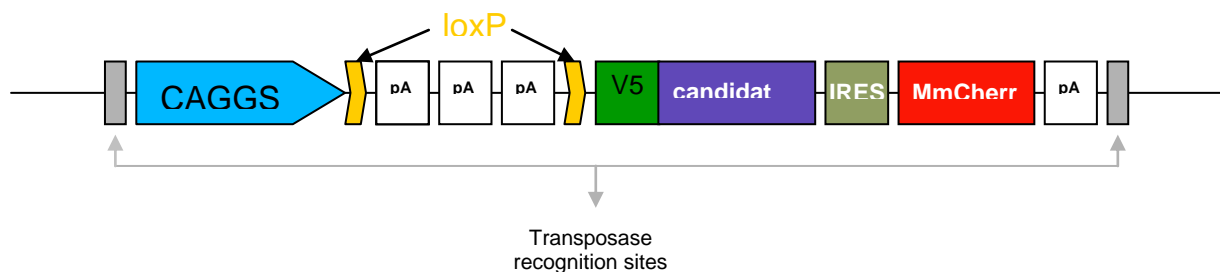 loxP
CAGGS
pA
pA
pA
V5
candidat
IRES
MmCherr
pA
Transposase
recognition sites